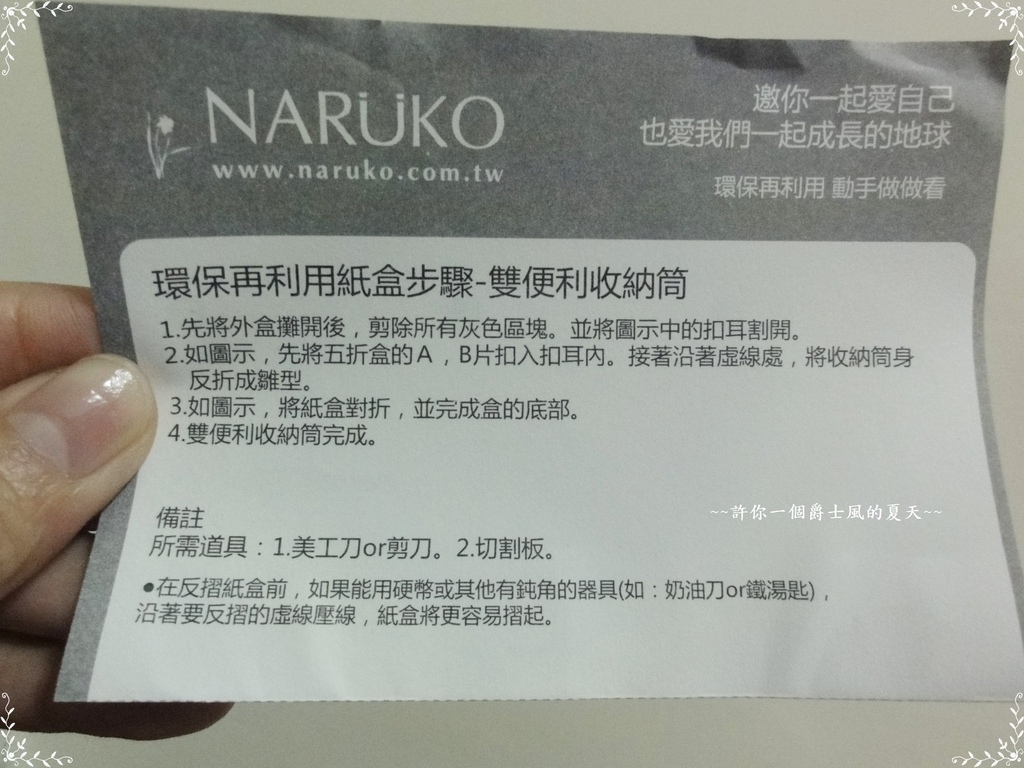 NARÜKO
www.naruko.com.tw
邀你一起愛自己
也愛我們一起成長的地球
環保再利用 動手做做看
環保再利用紙盒步驟-雙便利收納筒
1.先將外盒攤開後，剪除所有灰色區塊。並將圖示中的扣耳割開。
2.如圖示，先將五折盒的A，B片扣入扣耳內。接著沿著虛線處，將收納筒身
反折成雛型。
3.如圖示，將紙盒對折，並完成盒的底部。
4.雙便利收納筒完成。
備註
~~許你一個爵士風的夏天~~
所需道具：1.美工刀or剪刀。2.切割板。
●在反摺紙盒前，如果能用硬幣或其他有鈍角的器具(如：奶油刀or鐵湯匙)，
沿著要反摺的虛線壓線，紙盒將更容易摺起。